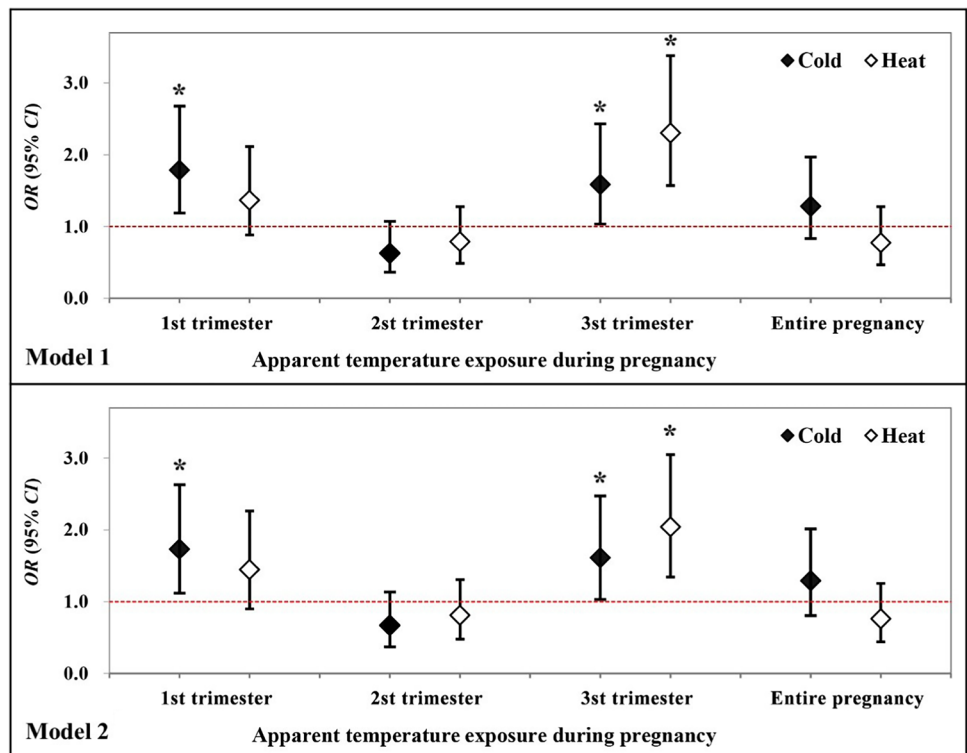 Cold Heat
*
*
*
3.0
2.0
1.0
0.0
OR (95% CI)
1st trimester 2st trimester 3st trimester Entire pregnancy
Model 1 Apparent temperature exposure during pregnancy
Cold Heat
*
*
*
3.0
2.0
1.0
0.0
OR (95% CI)
1st trimester 2st trimester 3st trimester Entire pregnancy
Model 2 Apparent temperature exposure during pregnancy